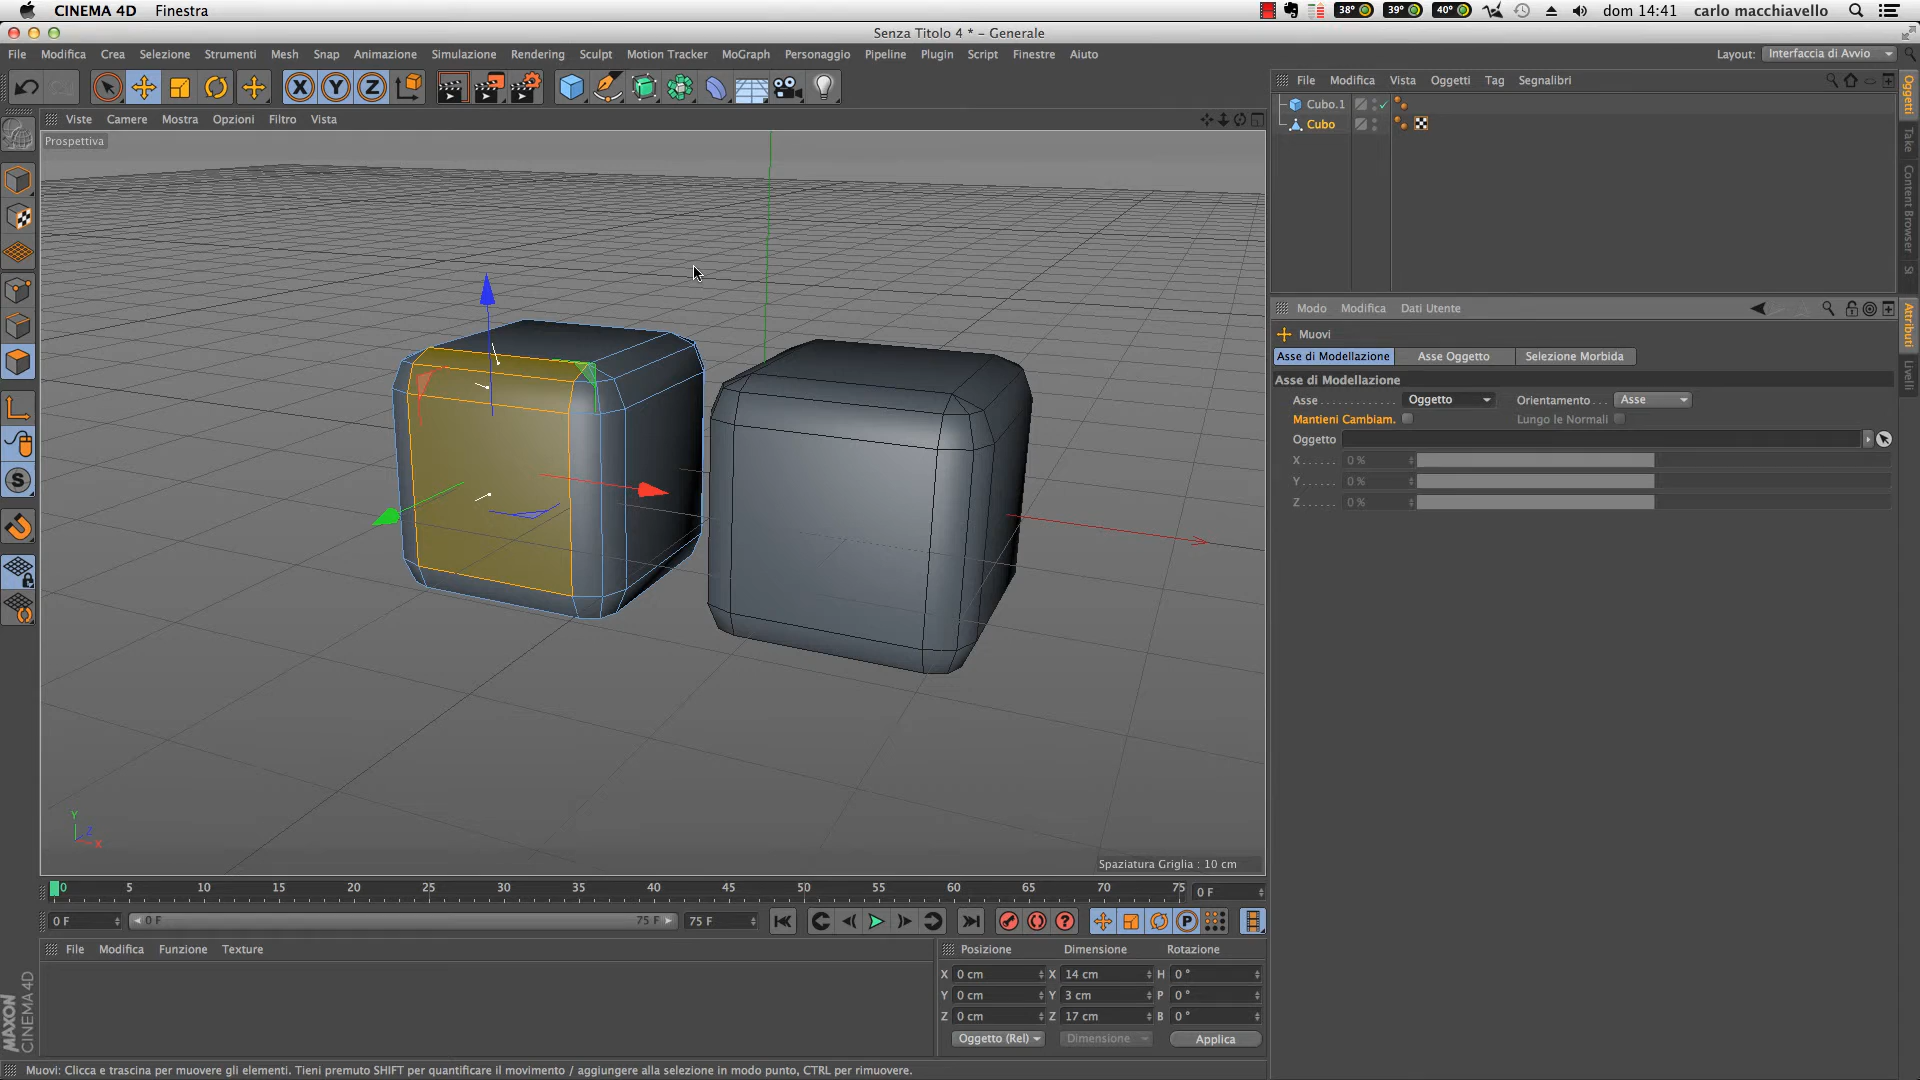 CINEMA 4D Finestra 38° 39° 40° dom 14:41 carlo macchiavello
Senza Titolo 4 * - Generale
File Modifica Crea Selezione Strumenti Mesh Snap Animazione Simulazione Rendering Sculpt Motion Tracker MoGraph Personaggio Pipeline Plugin Script Finestre Aiuto Layout: Interfaccia di Avvio
X Y Z
File Modifica Vista Oggetti Tag Segnalibri
Cubo.1
Cubo
Oggetti
Take
Content Browser
Viste Camere Mostra Opzioni Filtro Vista
Prospettiva
Modo Modifica Dati Utente
Muovi
Asse di Modellazione Asse Oggetto Selezione Morbida
Asse di Modellazione
Asse . . . . . . . . . . . . . Oggetto Orientamento . . . Asse
Mantieni Cambiam. Lungo le Normali
Oggetto
X . . . . . . 0 %
Y . . . . . . 0 %
Z . . . . . . 0 %
Attributi
Livelli
S
Y
Z
X
Spaziatura Griglia : 10 cm
0 5 10 15 20 25 30 35 40 45 50 55 60 65 70 75 0 F
0 F 0 F 75 F 75 F ? P
File Modifica Funzione Texture
Posizione Dimensione Rotazione
X 0 cm X 14 cm H 0 °
Y 0 cm Y 3 cm P 0 °
Z 0 cm Z 17 cm B 0 °
Oggetto (Rel) Dimensione Applica
MAXON
CINEMA 4D
Muovi: Clicca e trascina per muovere gli elementi. Tieni premuto SHIFT per quantificare il movimento / aggiungere alla selezione in modo punto, CTRL per rimuovere.